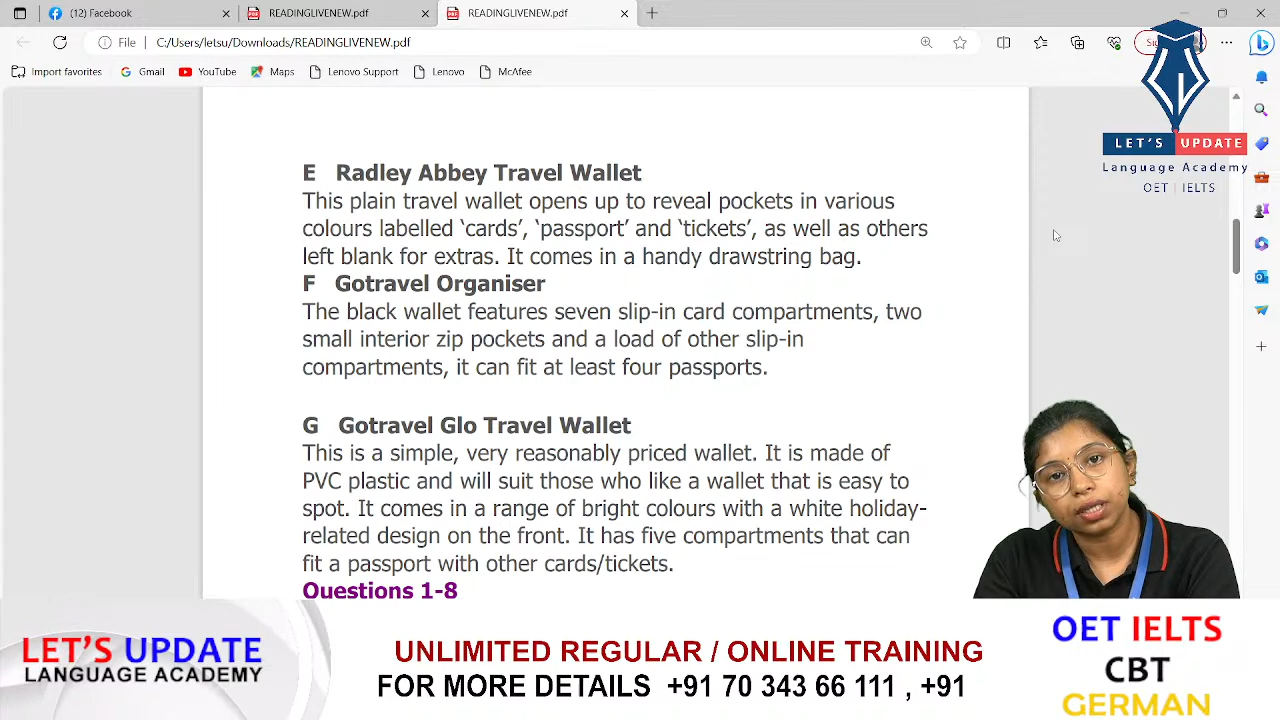 (12) Facebook
READINGLIVENEW.pdf
READINGLIVENEW.pdf
File
C:/Users/letsu/Downloads/READINGLIVENEW.pdf
Import favorites
Gmail
YouTube
Maps
Lenovo Support
Lenovo
McAfee
LET'S UPDATE
Language Academy
OET | IELTS
E Radley Abbey Travel Wallet
This plain travel wallet opens up to reveal pockets in various
colours labelled ‘cards’, ‘passport’ and ‘tickets’, as well as others
left blank for extras. It comes in a handy drawstring bag.
F Gotravel Organiser
The black wallet features seven slip-in card compartments, two
small interior zip pockets and a load of other slip-in
compartments, it can fit at least four passports.
G Gotravel Glo Travel Wallet
This is a simple, very reasonably priced wallet. It is made of
PVC plastic and will suit those who like a wallet that is easy to
spot. It comes in a range of bright colours with a white holiday-
related design on the front. It has five compartments that can
fit a passport with other cards/tickets.
Questions 1-8
LET'S UPDATE
LANGUAGE ACADEMY
UNLIMITED REGULAR / ONLINE TRAINING
FOR MORE DETAILS +91 70 343 66 111 , +91
OET IELTS
CBT
GERMAN